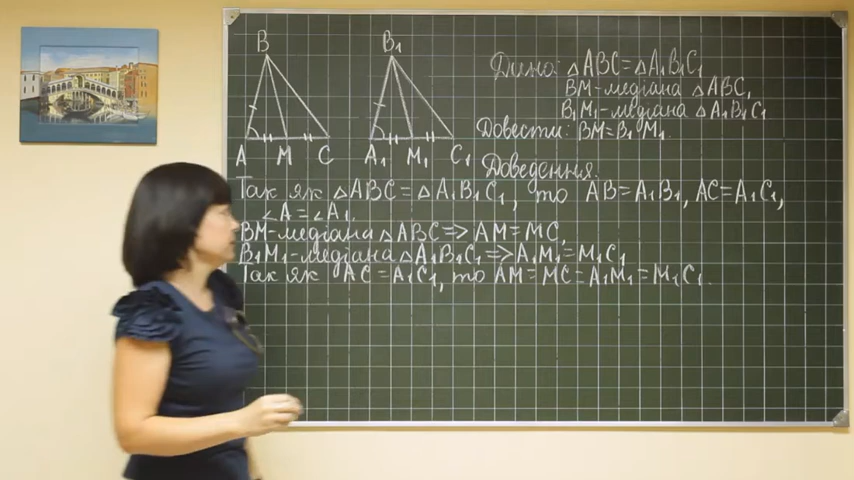 B B₁
A M C A₁ M₁ C₁
Дано: △ABC = △A₁B₁C₁
BM-медіана △ABC,
B₁M₁-медіана △A₁B₁C₁
Довести: BM = B₁M₁.
Доведення.
Так як △ABC = △A₁B₁C₁, то AB = A₁B₁, AC = A₁C₁,
∠A = ∠A₁.
BM-медіана △ABC => AM = MC,
B₁M₁-медіана △A₁B₁C₁ => A₁M₁ = M₁C₁
Так як AC = A₁C₁, то AM = MC = A₁M₁ = M₁C₁.